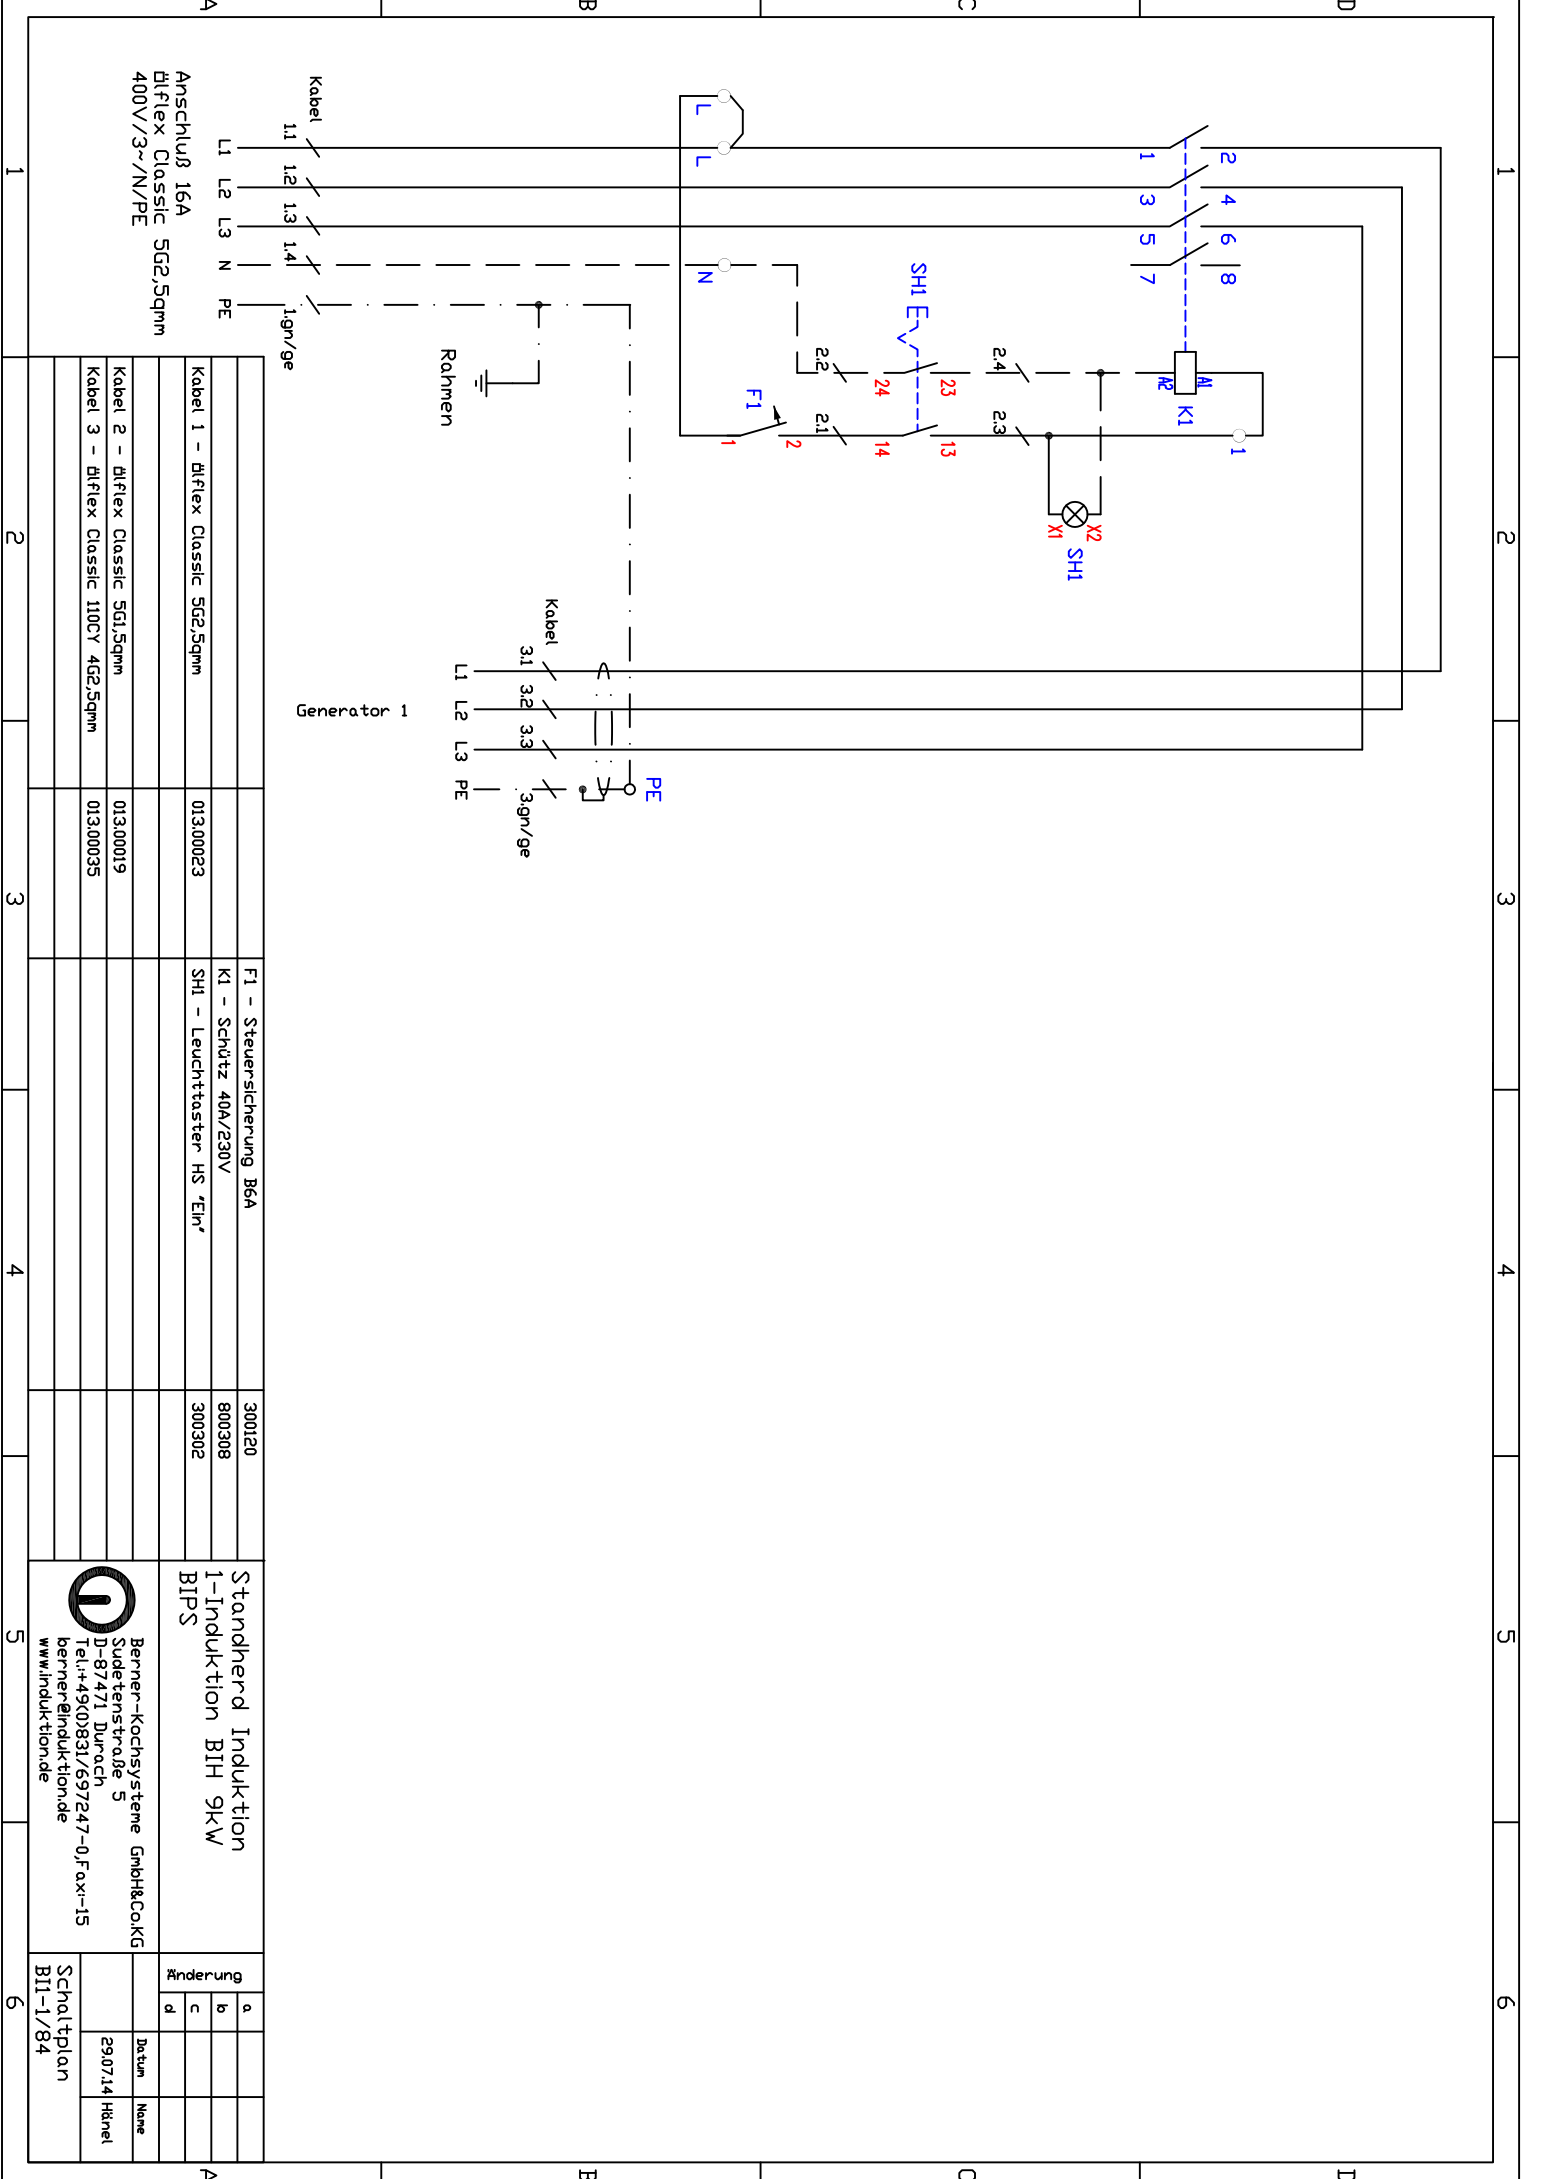 1 2 3 4 5 6
D
C
B
A
2 4 6 8
1 3 5 7
A1
A2
K1
1
X2
X1
SH1
2.4
2.3
SH1
23
13
24
14
2.2
2.1
F1
2
1
L
L
N
PE
Kabel
3.1
3.2
3.3
3.gn/ge
L1
L2
L3
PE
Generator 1
Rahmen
Kabel
1.1
1.2
1.3
1.4
1.gn/ge
L1
L2
L3
N
PE
Anschluß 16A
Ölflex Classic 5G2,5qmm
400V/3~/N/PE
F1 - Steuersicherung B6A 300120
K1 - Schütz 40A/230V 800308
Kabel 1 - Ölflex Classic 5G2,5qmm 013.00023 SH1 - Leuchttaster HS "Ein" 300302
Kabel 2 - Ölflex Classic 5G1,5qmm 013.00019
Kabel 3 - Ölflex Classic 110CY 4G2,5qmm 013.00035
Standherd Induktion
1-Induktion BIH 9kW
BIPS
Berner-Kochsysteme GmbH&Co.KG
Sudetenstraße 5
D-87471 Durach
Tel.:+49(0)831/697247-0,Fax:-15
berner@induktion.de
www.induktion.de
Änderung
a
b
c
d
Datum Name
29.07.14 Hänel
Schaltplan
BI1-1/84
1 2 3 4 5 6
D
C
B
A